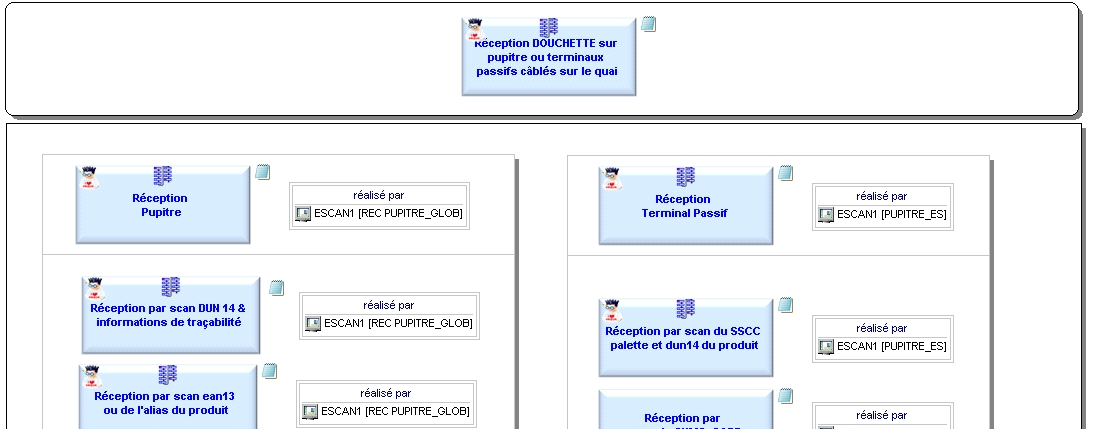 Réception DOUCHETTE sur
pupitre ou terminaux
passifs câblés sur le quai
Réception
Pupitre
réalisé par
ESCAN1 [REC PUPITRE_GLOB]
Réception
Terminal Passif
réalisé par
ESCAN1 [PUPITRE_ES]
Réception par scan DUN 14 &
informations de traçabilité
réalisé par
ESCAN1 [REC PUPITRE_GLOB]
Réception par scan du SSCC
palette et dun14 du produit
réalisé par
ESCAN1 [PUPITRE_ES]
Réception par scan ean13
ou de l'alias du produit
réalisé par
ESCAN1 [REC PUPITRE_GLOB]
Réception par
réalisé par